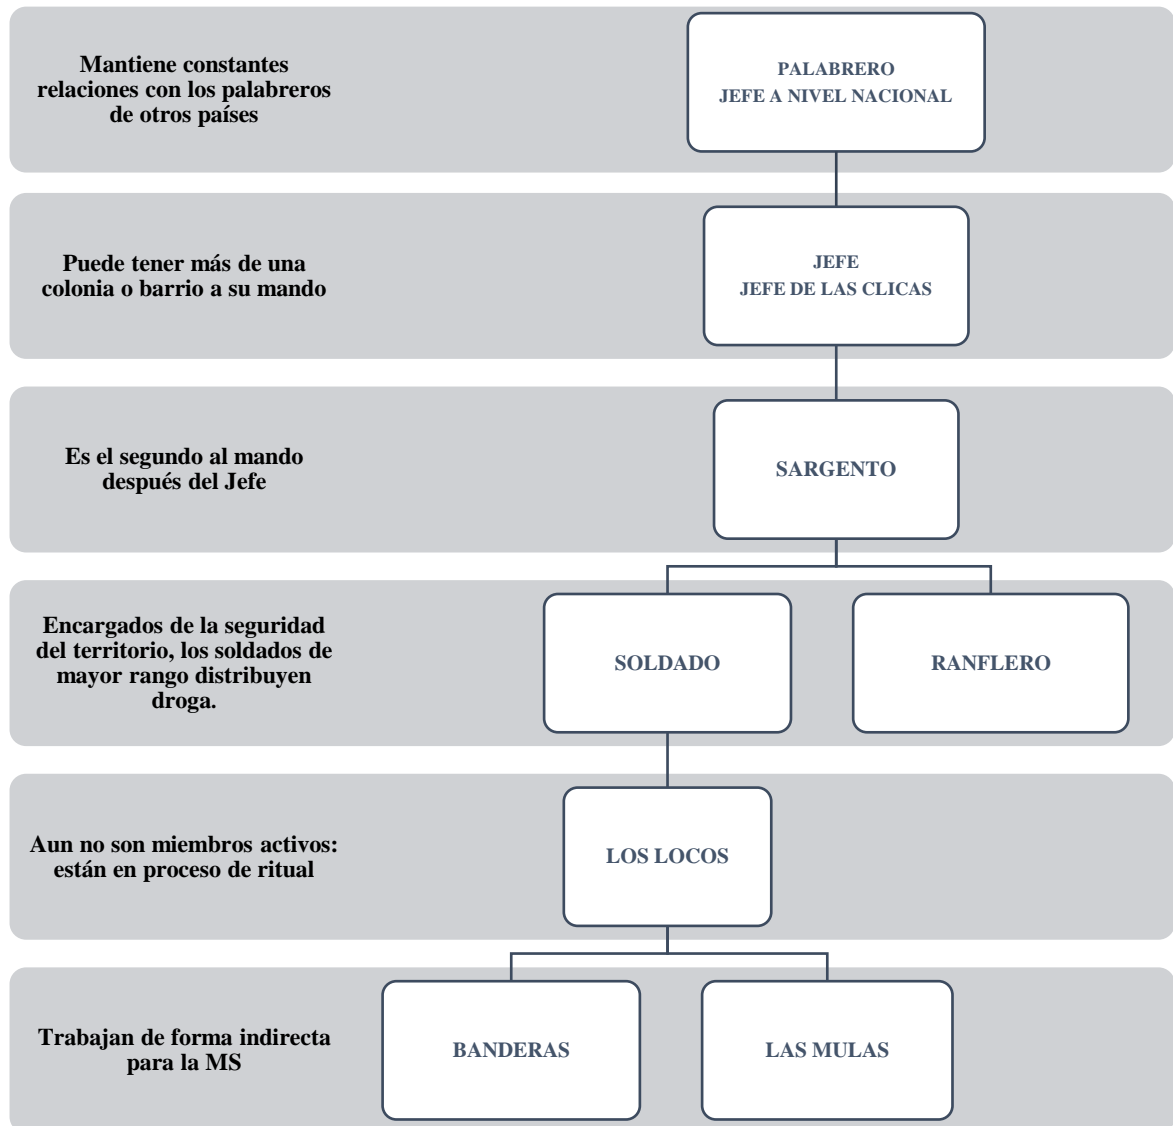 Mantiene constantes
relaciones con los palabreros
de otros países
PALABRERO
JEFE A NIVEL NACIONAL
Puede tener más de una
colonia o barrio a su mando
JEFE
JEFE DE LAS CLICAS
Es el segundo al mando
después del Jefe
SARGENTO
Encargados de la seguridad
del territorio, los soldados de
mayor rango distribuyen
droga.
SOLDADO
RANFLERO
Aun no son miembros activos:
están en proceso de ritual
LOS LOCOS
Trabajan de forma indirecta
para la MS
BANDERAS
LAS MULAS